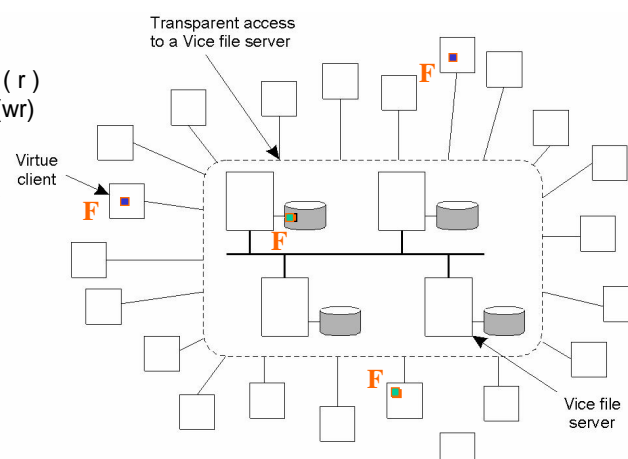 Transparent access
to a Vice file server
( r )
(wr)
F
Virtue
client
F
F
F
Vice file
server